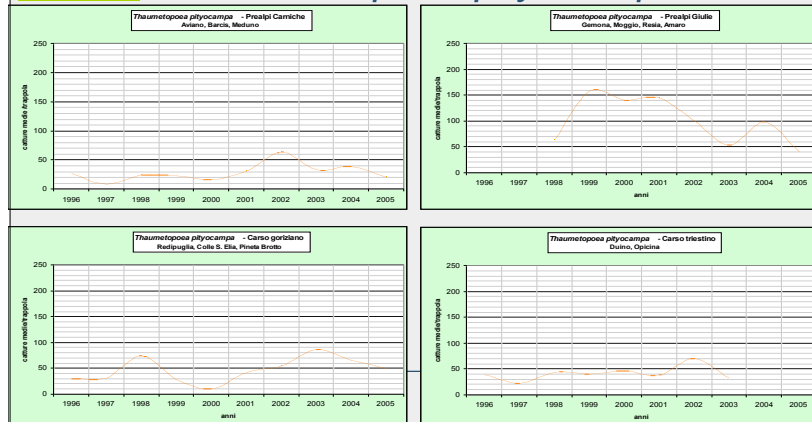 Thaumetopoea pityocampa - Prealpi Carniche
Aviano, Barcis, Meduno
catture medie/trappola
250
200
150
100
50
0
1996 1997 1998 1999 2000 2001 2002 2003 2004 2005
Thaumetopoea pityocampa - Prealpi Giulie
Gemona, Moggio, Resia, Amaro
catture medie/trappola
250
200
150
100
50
0
1996 1997 1998 1999 2000 2001 2002 2003 2004 2005
anni
Thaumetopoea pityocampa - Carso goriziano
Redipuglia, Colle S. Elia, Pineta Brotto
catture medie/trappola
250
200
150
100
50
0
1996 1997 1998 1999 2000 2001 2002 2003 2004 2005
anni
Thaumetopoea pityocampa - Carso triestino
Duino, Opicina
catture medie/trappola
250
200
150
100
50
0
1996 1997 1998 1999 2000 2001 2002 2003 2004 2005
anni